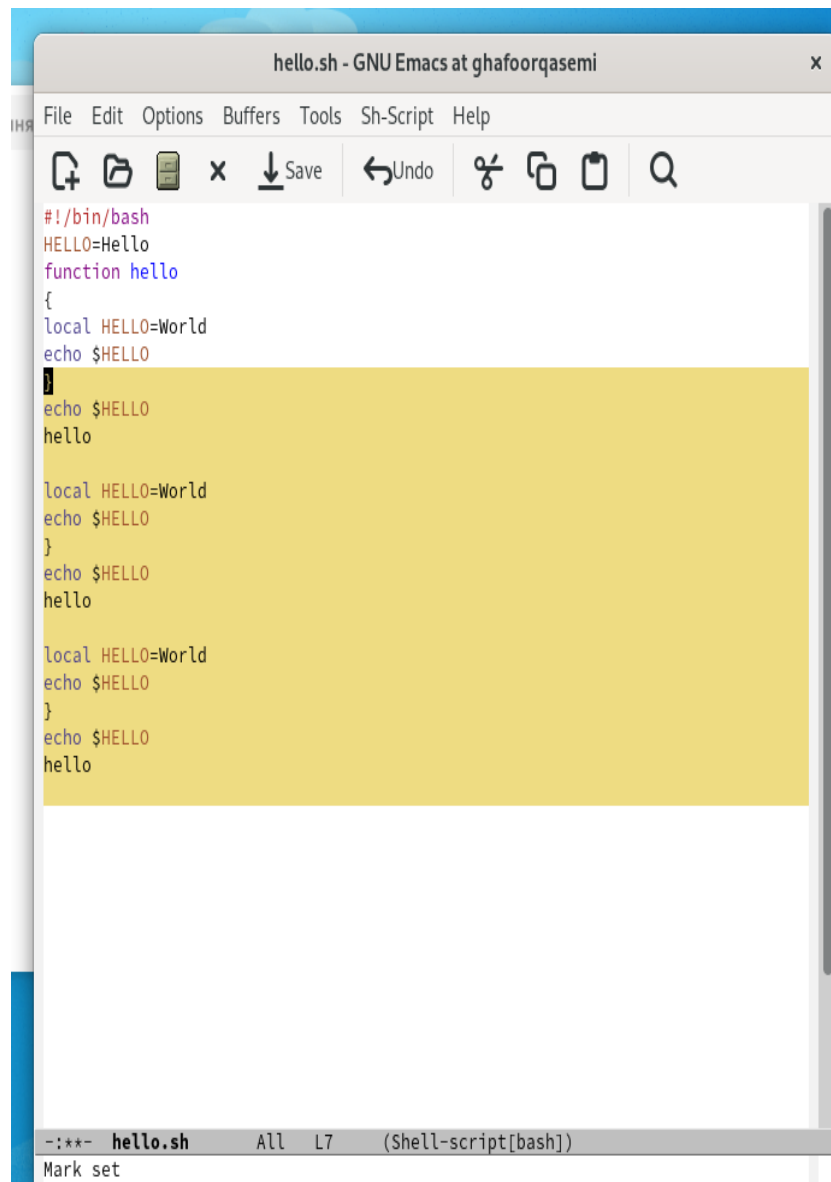 hello.sh - GNU Emacs at ghafoorqasemi
ния
File Edit Options Buffers Tools Sh-Script Help
Save Undo
#!/bin/bash
HELLO=Hello
function hello
{
local HELLO=World
echo $HELLO
}
echo $HELLO
hello
local HELLO=World
echo $HELLO
}
echo $HELLO
hello
local HELLO=World
echo $HELLO
}
echo $HELLO
hello
-:**- hello.sh All L7 (Shell-script[bash])
Mark set